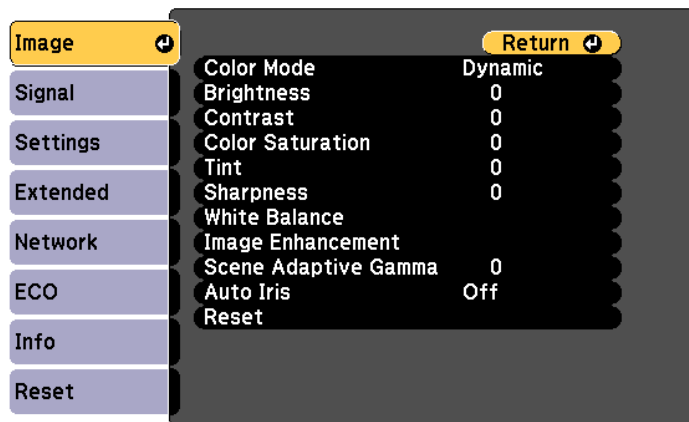 Image
Signal
Settings
Extended
Network
ECO
Info
Reset
Return
Color Mode Dynamic
Brightness 0
Contrast 0
Color Saturation 0
Tint 0
Sharpness 0
White Balance
Image Enhancement
Scene Adaptive Gamma 0
Auto Iris Off
Reset